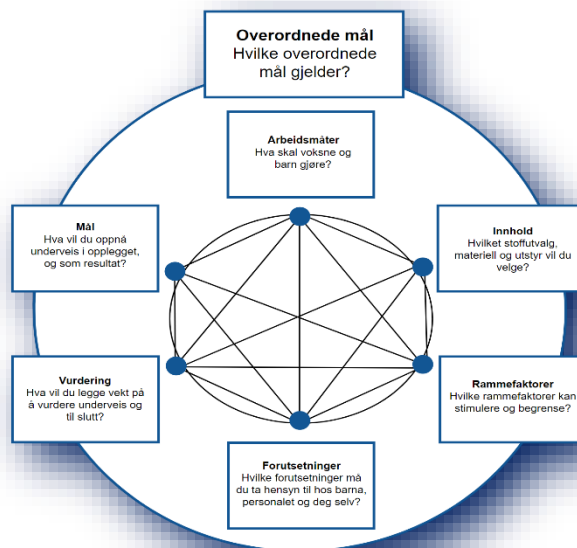 Overordnede mål
Hvilke overordnede
mål gjelder?
Arbeidsmåter
Hva skal voksne og
barn gjøre?
Mål
Hva vil du oppnå
underveis i opplegget,
og som resultat?
Innhold
Hvilket stoffutvalg,
materiell og utstyr vil du
velge?
Vurdering
Hva vil du legge vekt på
å vurdere underveis og
til slutt?
Rammefaktorer
Hvilke rammefaktorer kan
stimulere og begrense?
Forutsetninger
Hvilke forutsetninger må
du ta hensyn til hos barna,
personalet og deg selv?